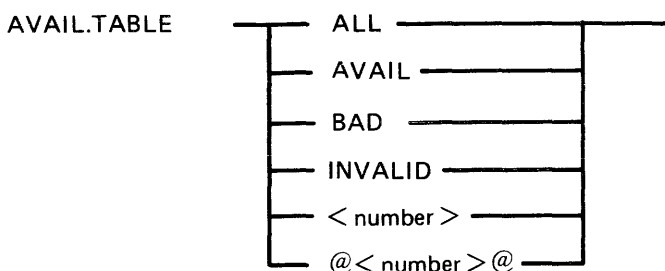 AVAIL.TABLE ALL
AVAIL
BAD
INVALID
< number >
@< number >@